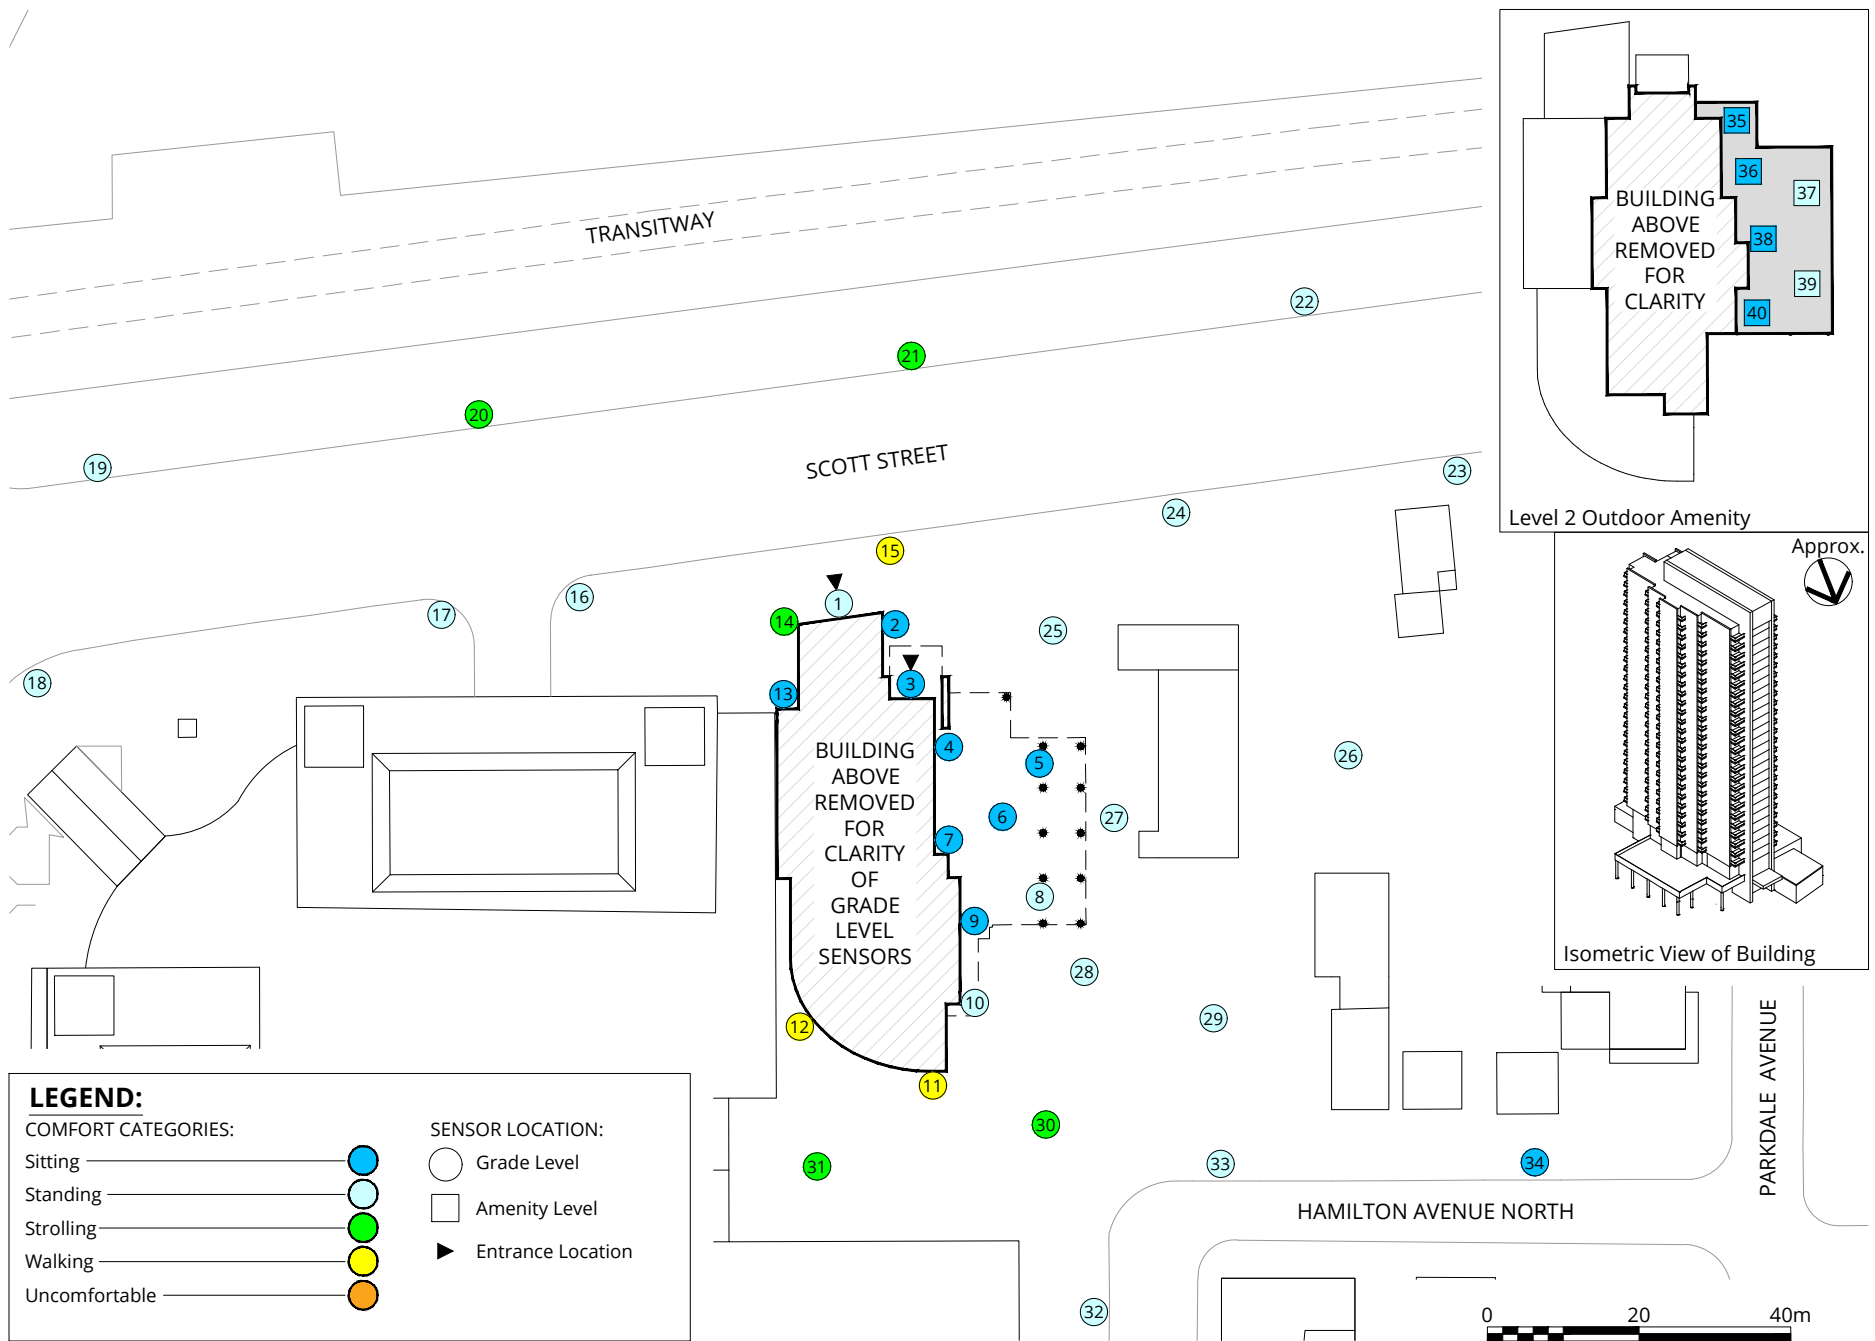 TRANSITWAY
SCOTT STREET
22
21
20
19
23
24
15
16
17
18
1
14
2
25
3
13
4
5
26
6
27
7
8
9
28
10
29
12
11
30
31
33
34
32
BUILDING
ABOVE
REMOVED
FOR
CLARITY
OF
GRADE
LEVEL
SENSORS
HAMILTON AVENUE NORTH
PARKDALE AVENUE
0 20 40m
35
36
37
38
39
40
BUILDING
ABOVE
REMOVED
FOR
CLARITY
Level 2 Outdoor Amenity
Approx.
Isometric View of Building
LEGEND:
COMFORT CATEGORIES:
Sitting
Standing
Strolling
Walking
Uncomfortable
SENSOR LOCATION:
Grade Level
Amenity Level
Entrance Location